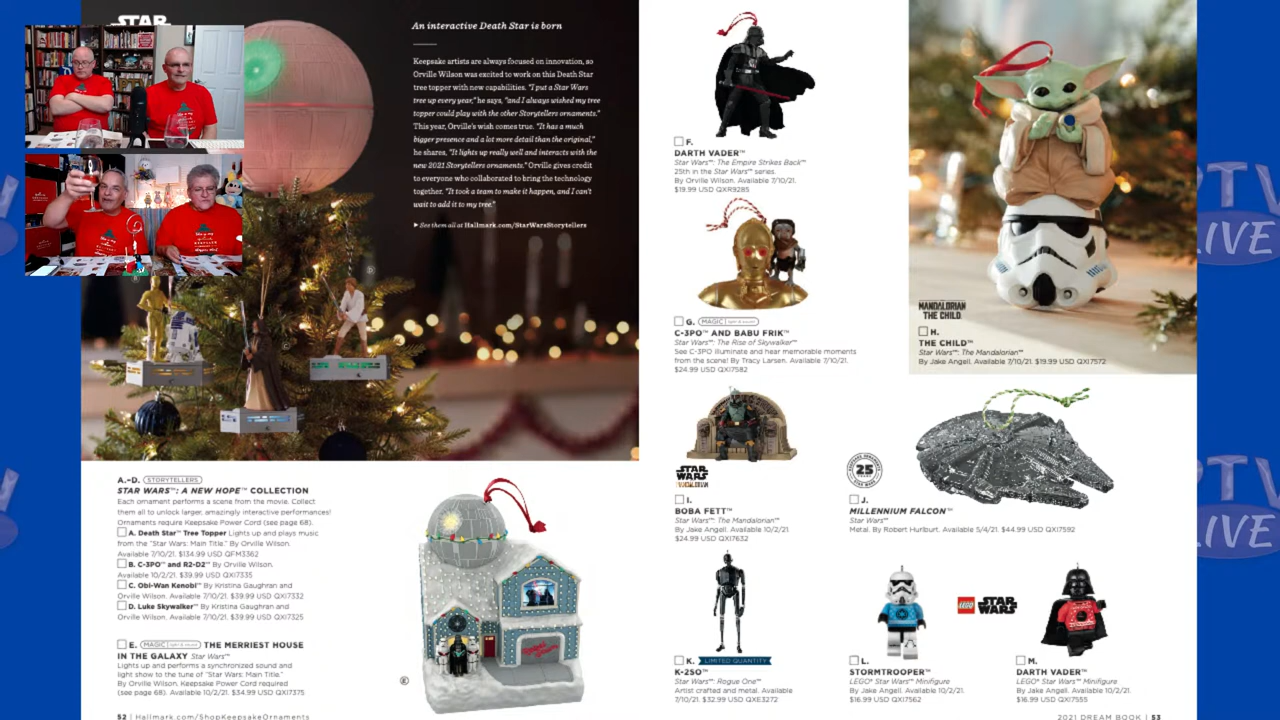 STAR
An interactive Death Star is born
Keepsake artists are always focused on innovation, so
Orville Wilson was excited to work on this Death Star
tree topper with new capabilities. "I put a Star Wars
tree up every year," he says, "and I always wished my tree
topper could play with the other Storytellers ornaments."
This year, Orville's wish comes true. "It has a much
bigger presence and a lot more detail than the original,"
he shares, "It lights up really well and interacts with the
new 2021 Storytellers ornaments." Orville gives credit
to everyone who collaborated to bring the technology
together. "It took a team to make it happen, and I can't
wait to add it to my tree."
▶ See them all at Hallmark.com/StarWarsStorytellers
A.–D. STORYTELLERS
STAR WARS™: A NEW HOPE™ COLLECTION
Each ornament performs a scene from the movie. Collect
them all to unlock larger, amazingly interactive performances!
Ornaments require Keepsake Power Cord (see page 68).
A. Death Star™ Tree Topper Lights up and plays music
from the "Star Wars: Main Title." By Orville Wilson.
Available 7/10/21. $134.99 USD QFM3362
B. C-3PO™ and R2-D2™ By Orville Wilson.
Available 10/2/21. $39.99 USD QXI7335
C. Obi-Wan Kenobi™ By Kristina Gaughran and
Orville Wilson. Available 7/10/21. $39.99 USD QXI7332
D. Luke Skywalker™ By Kristina Gaughran and
Orville Wilson. Available 7/10/21. $39.99 USD QXI7325
E. MAGIC light & sound THE MERRIEST HOUSE
IN THE GALAXY Star Wars™
Lights up and performs a synchronized sound and
light show to the tune of "Star Wars: Main Title."
By Orville Wilson. Keepsake Power Cord required
(see page 68). Available 10/2/21. $34.99 USD QXI7375
E
52 | Hallmark.com/ShopKeepsakeOrnaments
F.
DARTH VADER™
Star Wars™: The Empire Strikes Back™
25th in the Star Wars™ series.
By Orville Wilson. Available 7/10/21.
$19.99 USD QXR9285
G. MAGIC light & sound
C-3PO™ AND BABU FRIK™
Star Wars™: The Rise of Skywalker™
See C-3PO illuminate and hear memorable moments
from the scene! By Tracy Larsen. Available 7/10/21.
$24.99 USD QXI7582
THE MANDALORIAN
THE CHILD
H.
THE CHILD™
Star Wars™: The Mandalorian™
By Jake Angell. Available 7/10/21. $19.99 USD QXI7572
STAR WARS
THE MANDALORIAN
I.
BOBA FETT™
Star Wars™: The Mandalorian™
By Jake Angell. Available 10/2/21.
$24.99 USD QXI7632
25
J.
MILLENNIUM FALCON™
Star Wars™
Metal. By Robert Hurlburt. Available 5/4/21. $44.99 USD QXI7592
K. LIMITED QUANTITY
K-2SO™
Star Wars™: Rogue One™
Artist crafted and metal. Available
7/10/21. $32.99 USD QXE3272
L.
STORMTROOPER™
LEGO® Star Wars™ Minifigure
By Jake Angell. Available 10/2/21.
$16.99 USD QXI7562
LEGO STAR WARS
M.
DARTH VADER™
LEGO® Star Wars™ Minifigure
By Jake Angell. Available 10/2/21.
$16.99 USD QXI7555
2021 DREAM BOOK | 53
TV
LIVE
TV
LIVE